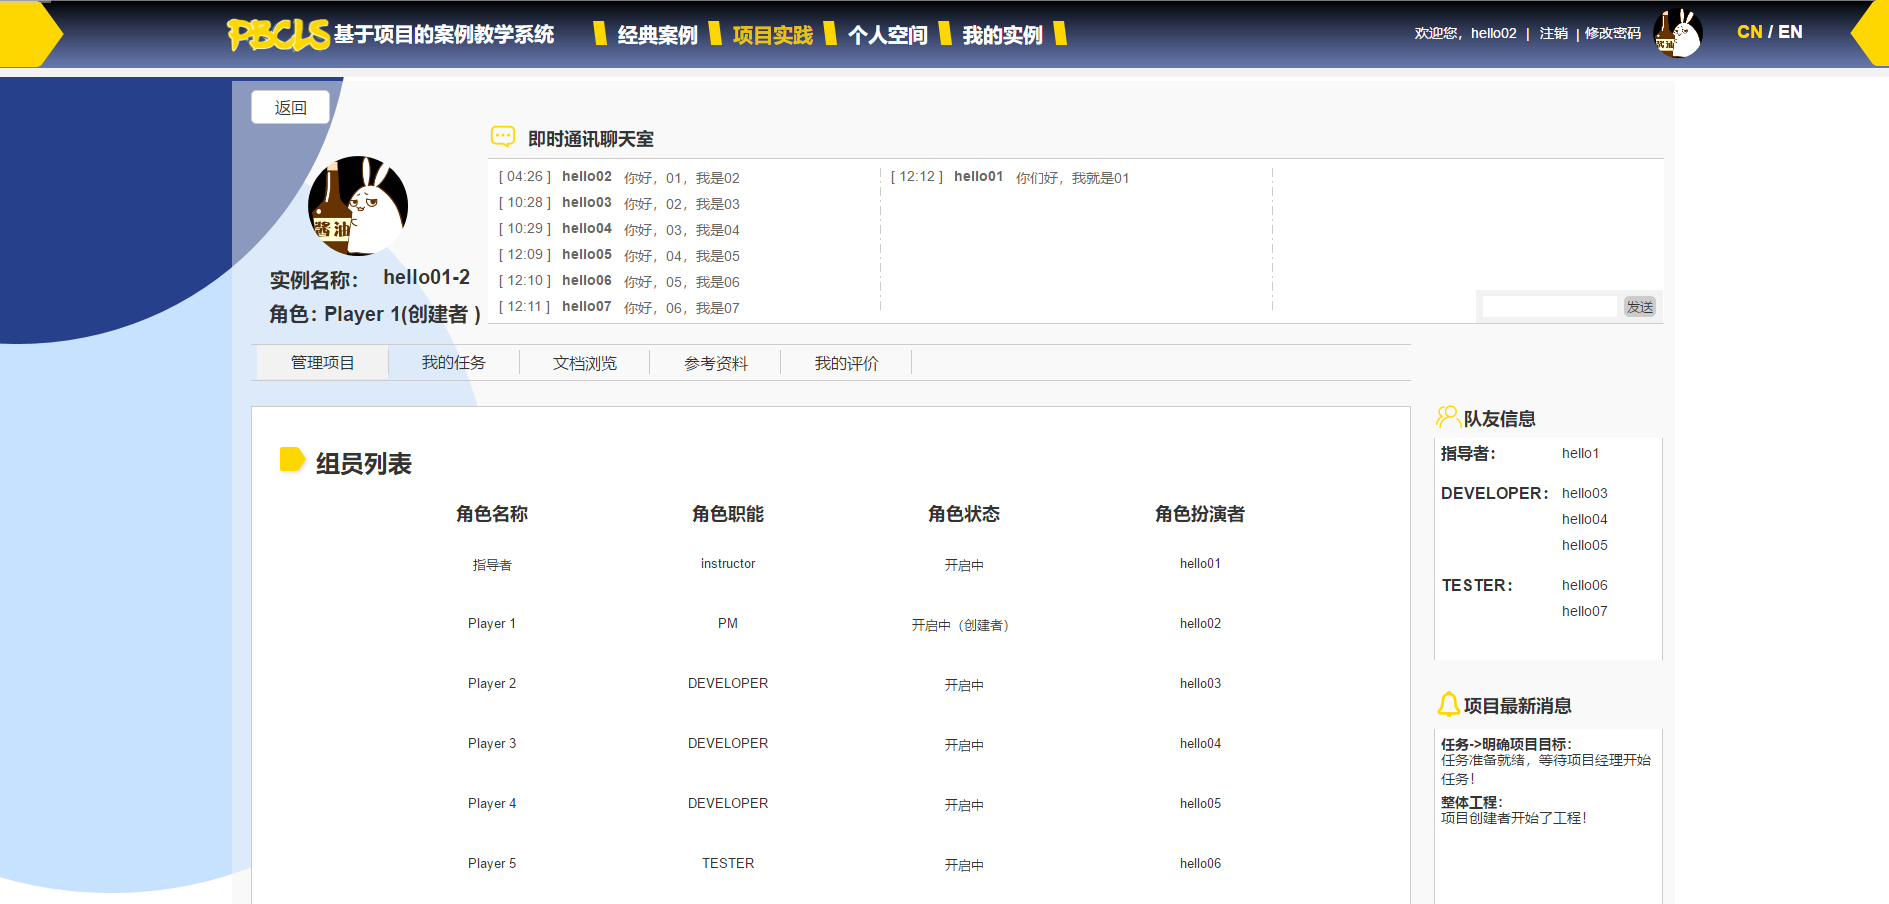 PBCLS 基于项目的案例教学系统 经典案例 项目实践 个人空间 我的实例 欢迎您，hello02 | 注销 | 修改密码 CN / EN
返回
酱油
实例名称： hello01-2
角色：Player 1(创建者 )
即时通讯聊天室
[ 04:26 ] hello02 你好，01，我是02
[ 10:28 ] hello03 你好，02，我是03
[ 10:29 ] hello04 你好，03，我是04
[ 12:09 ] hello05 你好，04，我是05
[ 12:10 ] hello06 你好，05，我是06
[ 12:11 ] hello07 你好，06，我是07
[ 12:12 ] hello01 你们好，我就是01
发送
管理项目 我的任务 文档浏览 参考资料 我的评价
组员列表
角色名称 角色职能 角色状态 角色扮演者
指导者 instructor 开启中 hello01
Player 1 PM 开启中（创建者） hello02
Player 2 DEVELOPER 开启中 hello03
Player 3 DEVELOPER 开启中 hello04
Player 4 DEVELOPER 开启中 hello05
Player 5 TESTER 开启中 hello06
队友信息
指导者： hello1
DEVELOPER： hello03
hello04
hello05
TESTER： hello06
hello07
项目最新消息
任务->明确项目目标：
任务准备就绪，等待项目经理开始
任务！
整体工程：
项目创建者开始了工程！